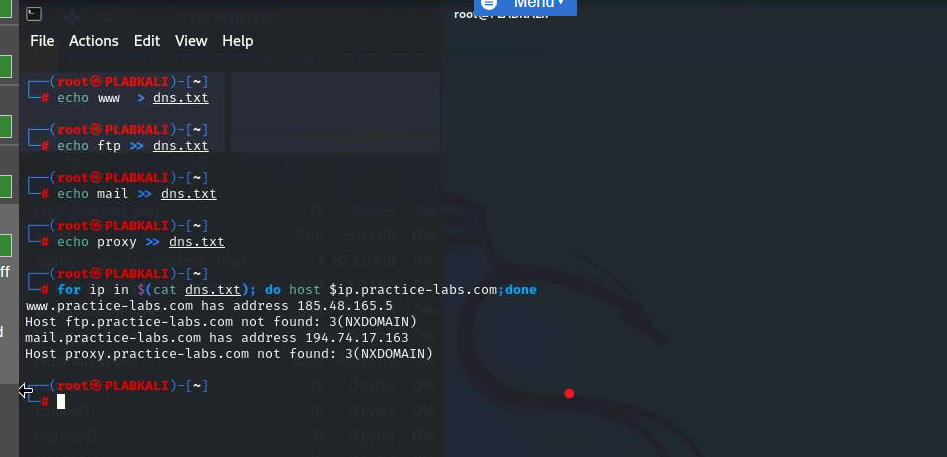 Menu
root@PLABKALI
File Actions Edit View Help
┌──(root㉿PLABKALI)-[~]
└─# echo www  > dns.txt
┌──(root㉿PLABKALI)-[~]
└─# echo ftp >> dns.txt
┌──(root㉿PLABKALI)-[~]
└─# echo mail >> dns.txt
┌──(root㉿PLABKALI)-[~]
└─# echo proxy >> dns.txt
┌──(root㉿PLABKALI)-[~]
└─# for ip in $(cat dns.txt); do host $ip.practice-labs.com;done
www.practice-labs.com has address 185.48.165.5
Host ftp.practice-labs.com not found: 3(NXDOMAIN)
mail.practice-labs.com has address 194.74.17.163
Host proxy.practice-labs.com not found: 3(NXDOMAIN)
┌──(root㉿PLABKALI)-[~]
└─#